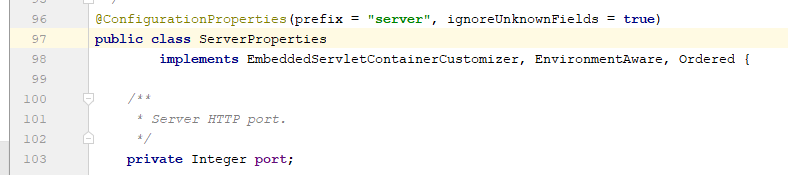 96 @ConfigurationProperties(prefix = "server", ignoreUnknownFields = true)
97 public class ServerProperties
98 implements EmbeddedServletContainerCustomizer, EnvironmentAware, Ordered {
99
100 /**
101 * Server HTTP port.
102 */
103 private Integer port;